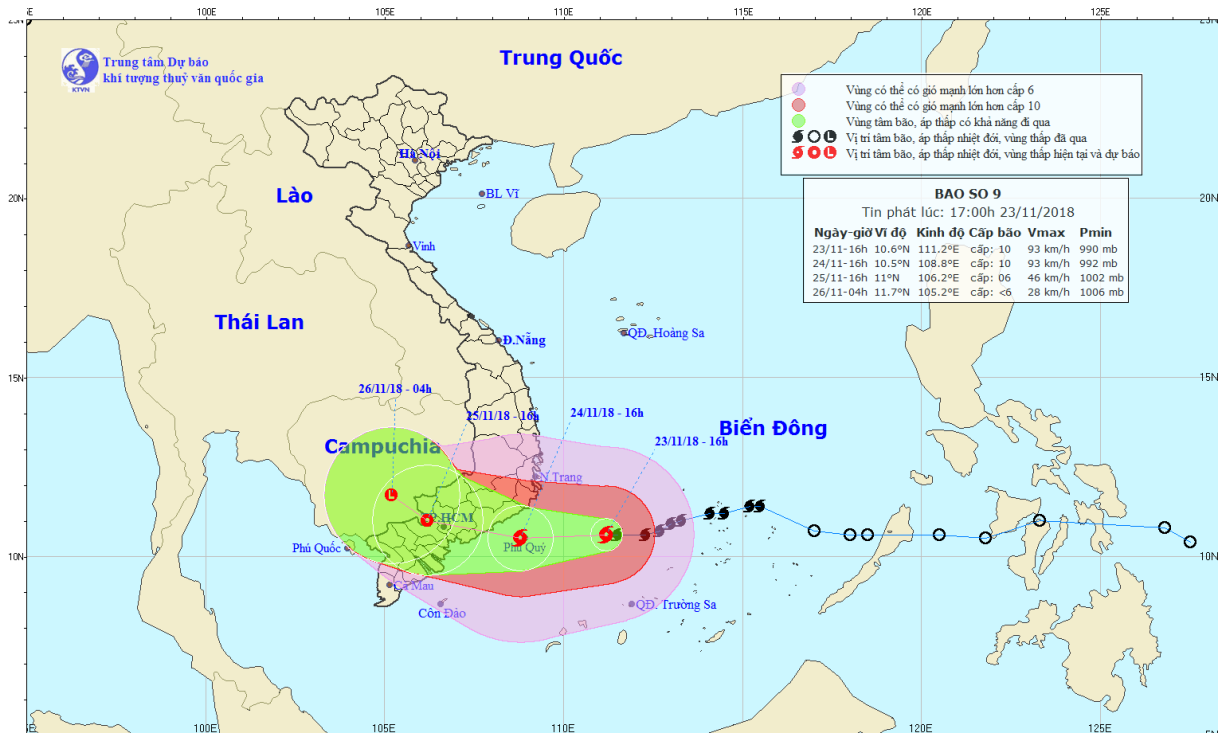 25N
105E
110E
115E
120E
125E
Trung Quốc
Trung tâm Dự báo
khí tượng thuỷ văn quốc gia
KTVN
Vùng có thể có gió mạnh lớn hơn cấp 6
Vùng có thể có gió mạnh lớn hơn cấp 10
Vùng tâm bão, áp thấp có khả năng đi qua
Vị trí tâm bão, áp thấp nhiệt đới, vùng thấp đã qua
Vị trí tâm bão, áp thấp nhiệt đới, vùng thấp hiện tại và dự báo
Hà Nội
BAO SO 9
Tin phát lúc: 17:00h 23/11/2018
Ngày-giờ Vĩ độ Kinh độ Cấp bão Vmax Pmin
23/11-16h 10.6°N 111.2°E cấp: 10 93 km/h 990 mb
24/11-16h 10.5°N 108.8°E cấp: 10 93 km/h 992 mb
25/11-16h 11°N 106.2°E cấp: 06 46 km/h 1002 mb
26/11-04h 11.7°N 105.2°E cấp: <6 28 km/h 1006 mb
Lào
BL Vĩ
20N
20N
Vinh
Thái Lan
QĐ. Hoàng Sa
Đ.Nẵng
15N
15N
26/11/18 - 04h
25/11/18 - 16h
24/11/18 - 16h
23/11/18 - 16h
Biển Đông
Campuchia
N.Trang
L
P.HCM
Phú Quốc
Phú Quý
10N
10N
Cà Mau
Côn Đảo
QĐ. Trường Sa
100E
105E
110E
115E
120E
125E
5N